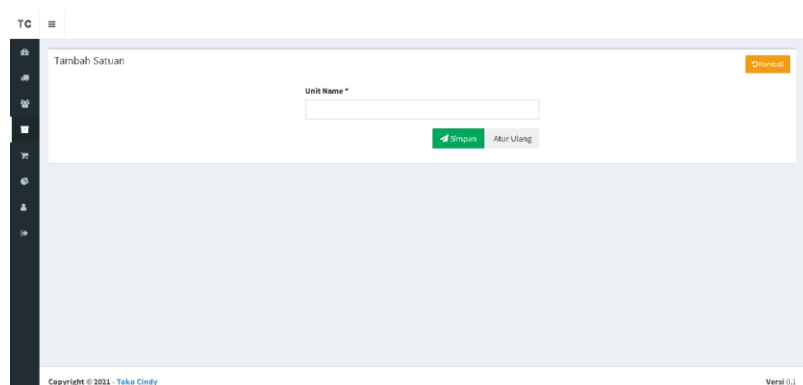 TC
Tambah Satuan
Kembali
Unit Name *
Simpan
Atur Ulang
Copyright © 2021 - Toko Cindy
Versi 0.1